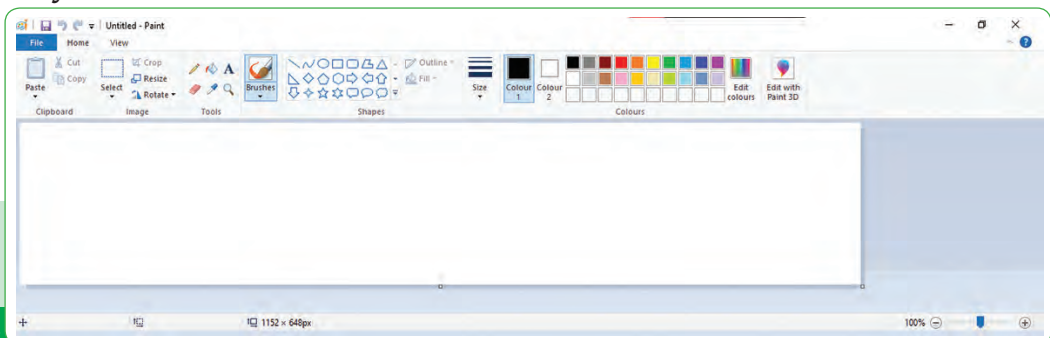 Untitled - Paint
File Home View
Cut
Copy
Paste
Clipboard
Crop
Resize
Rotate
Select
Image
A
Tools
Brushes
Outline
Fill
Shapes
Size
Colour 1
Colour 2
Edit colours
Edit with Paint 3D
Colours
1152 × 648px
100%